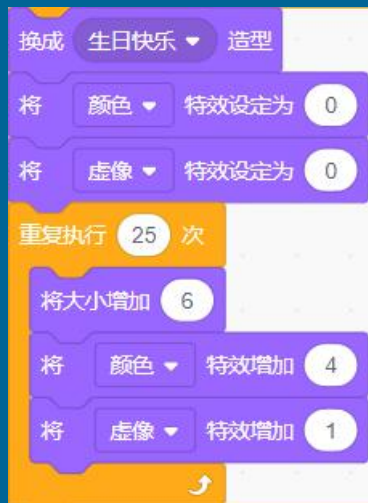 换成 生日快乐 造型
将 颜色 特效设定为 0
将 虚像 特效设定为 0
重复执行 25 次
将大小增加 6
将 颜色 特效增加 4
将 虚像 特效增加 1